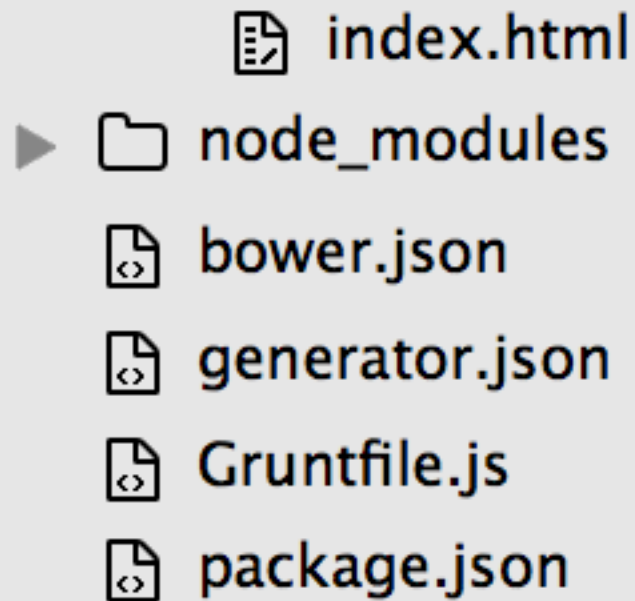 index.html
node_modules
bower.json
generator.json
Gruntfile.js
package.json